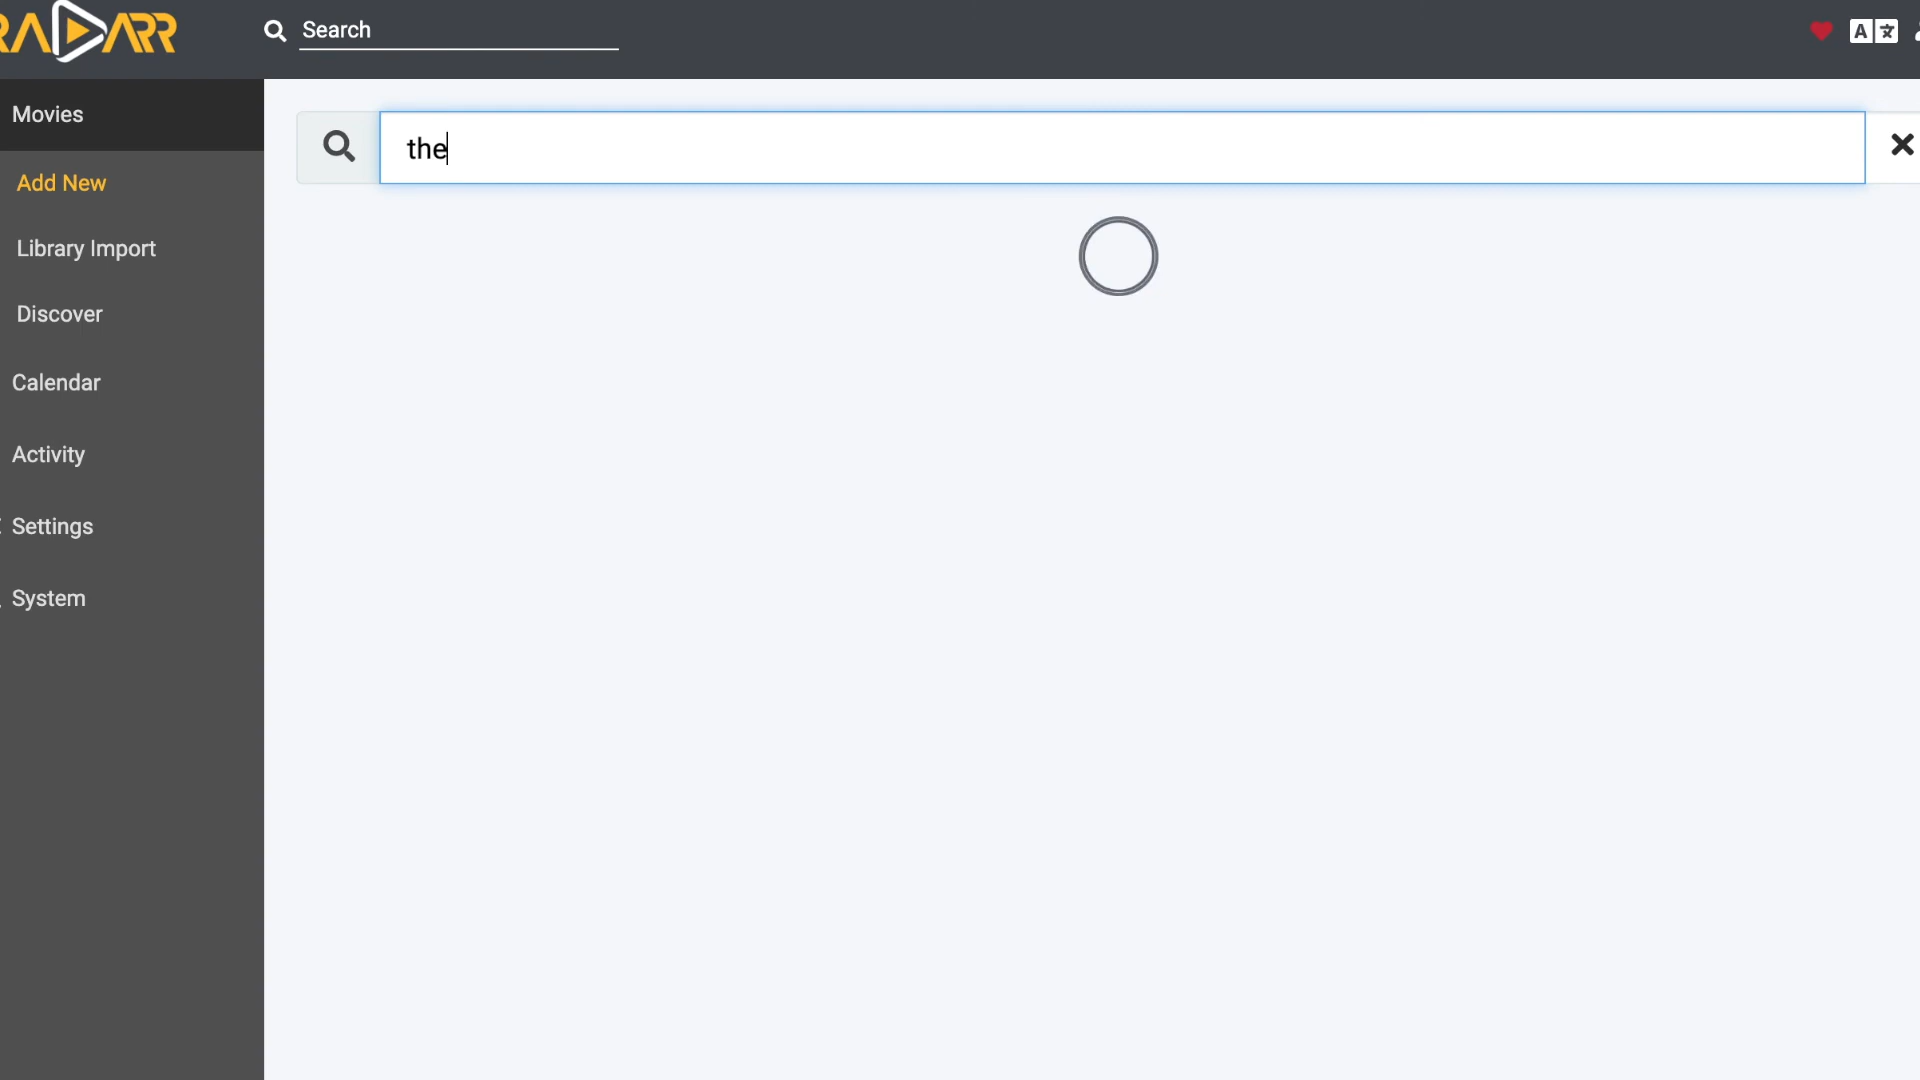 RADARR
Search
Movies
the
Add New
Library Import
Discover
Calendar
Activity
Settings
System